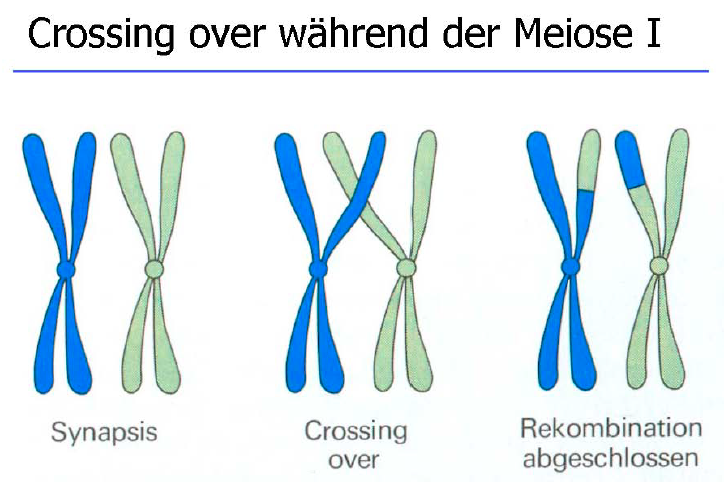 Crossing over während der Meiose I
Synapsis
Crossing
over
Rekombination
abgeschlossen